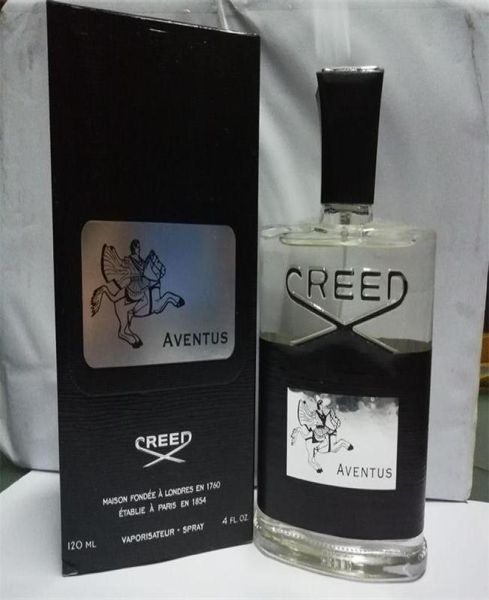 AVENTUS
CREED
MAISON FONDÉE À LONDRES EN 1760
ÉTABLIE À PARIS EN 1854
120 ML
VAPORISATEUR - SPRAY
4 FL OZ.
CREED
AVENTUS